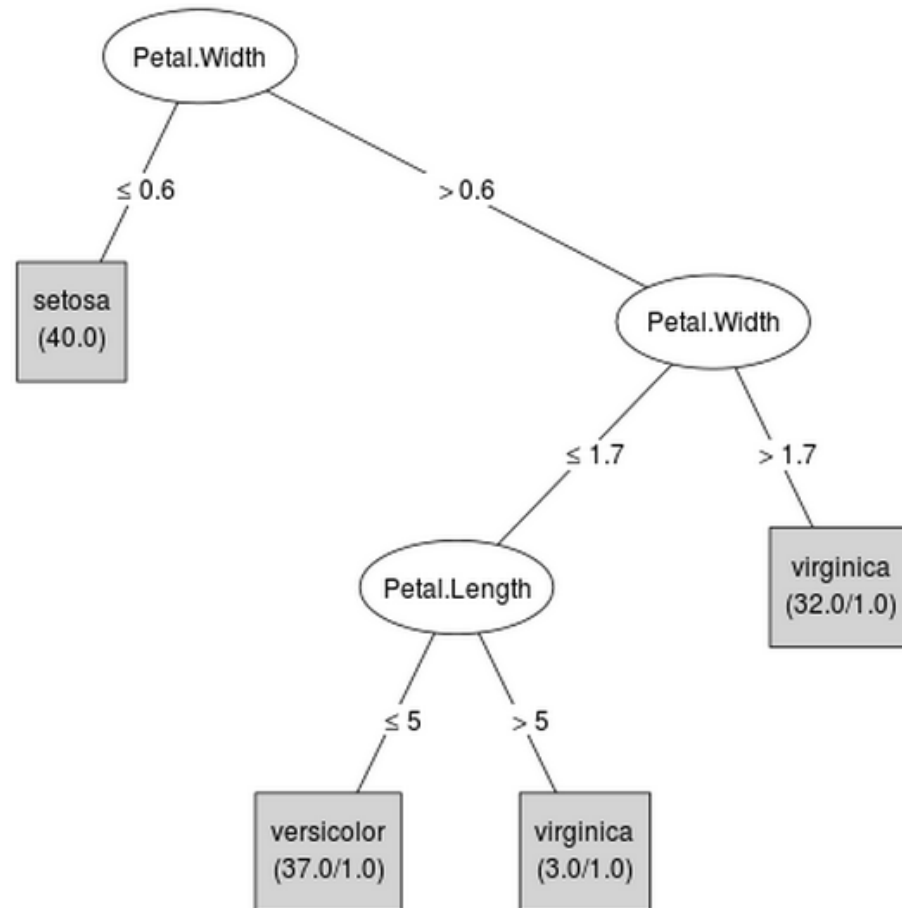 Petal.Width
≤ 0.6
> 0.6
setosa
(40.0)
Petal.Width
≤ 1.7
> 1.7
Petal.Length
virginica
(32.0/1.0)
≤ 5
> 5
versicolor
(37.0/1.0)
virginica
(3.0/1.0)